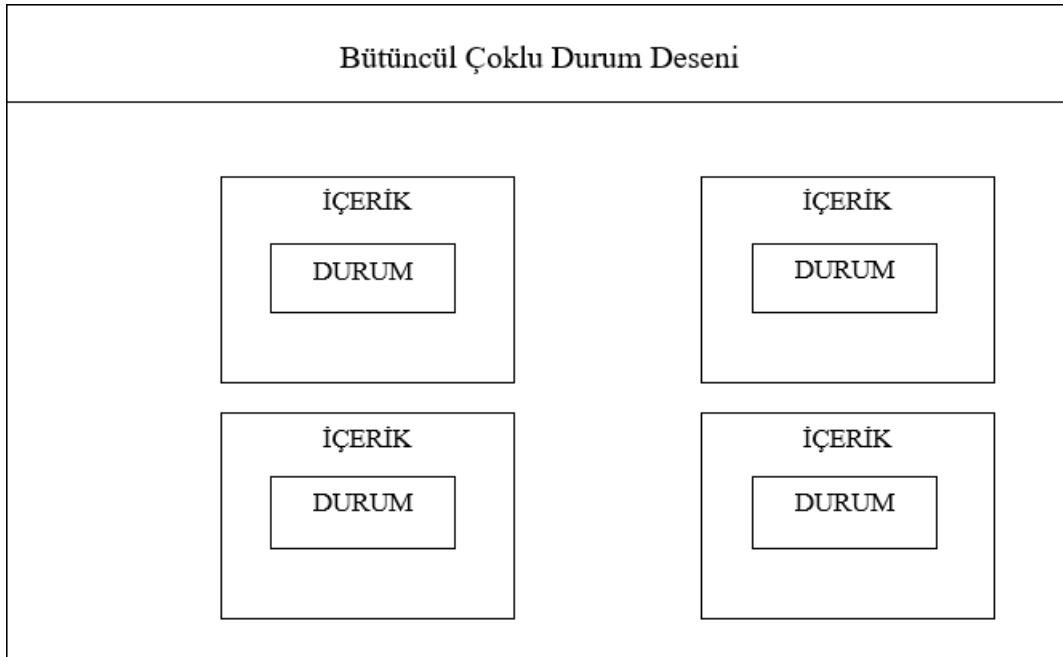 Bütüncül Çoklu Durum Deseni
İÇERİK
İÇERİK
DURUM
DURUM
İÇERİK
İÇERİK
DURUM
DURUM